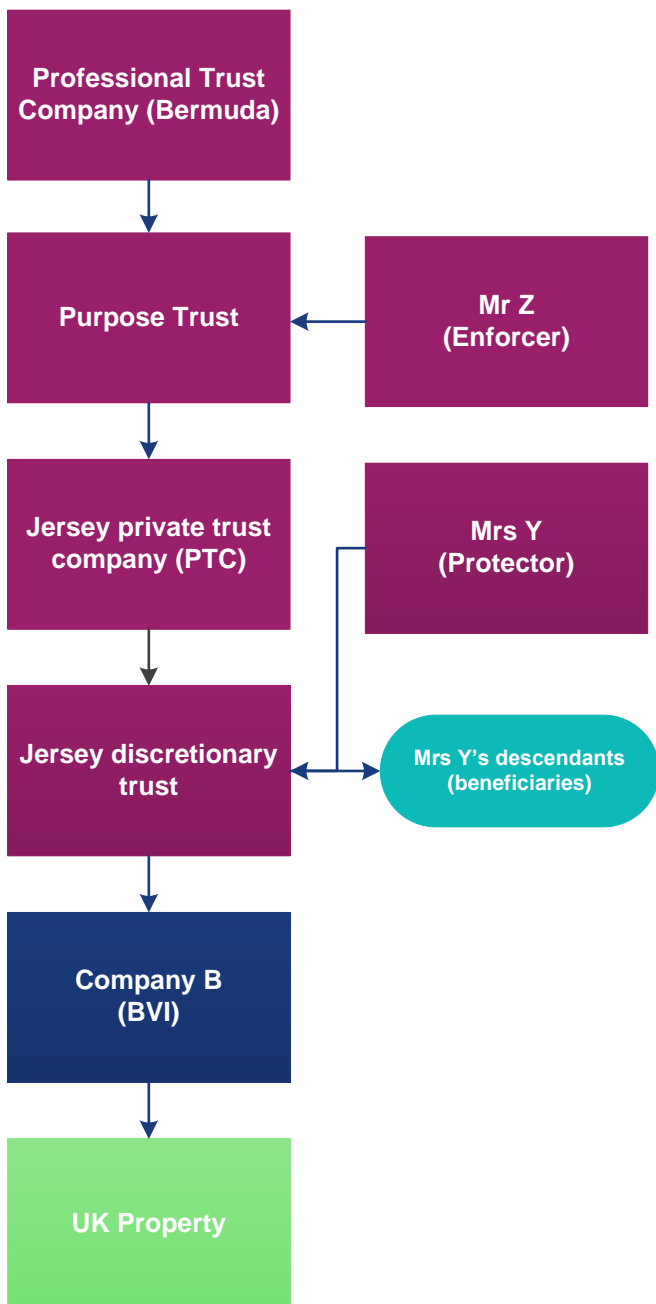 Professional Trust
Company (Bermuda)
Purpose Trust
Mr Z
(Enforcer)
Jersey private trust
company (PTC)
Mrs Y
(Protector)
Jersey discretionary
trust
Mrs Y’s descendants
(beneficiaries)
Company B
(BVI)
UK Property